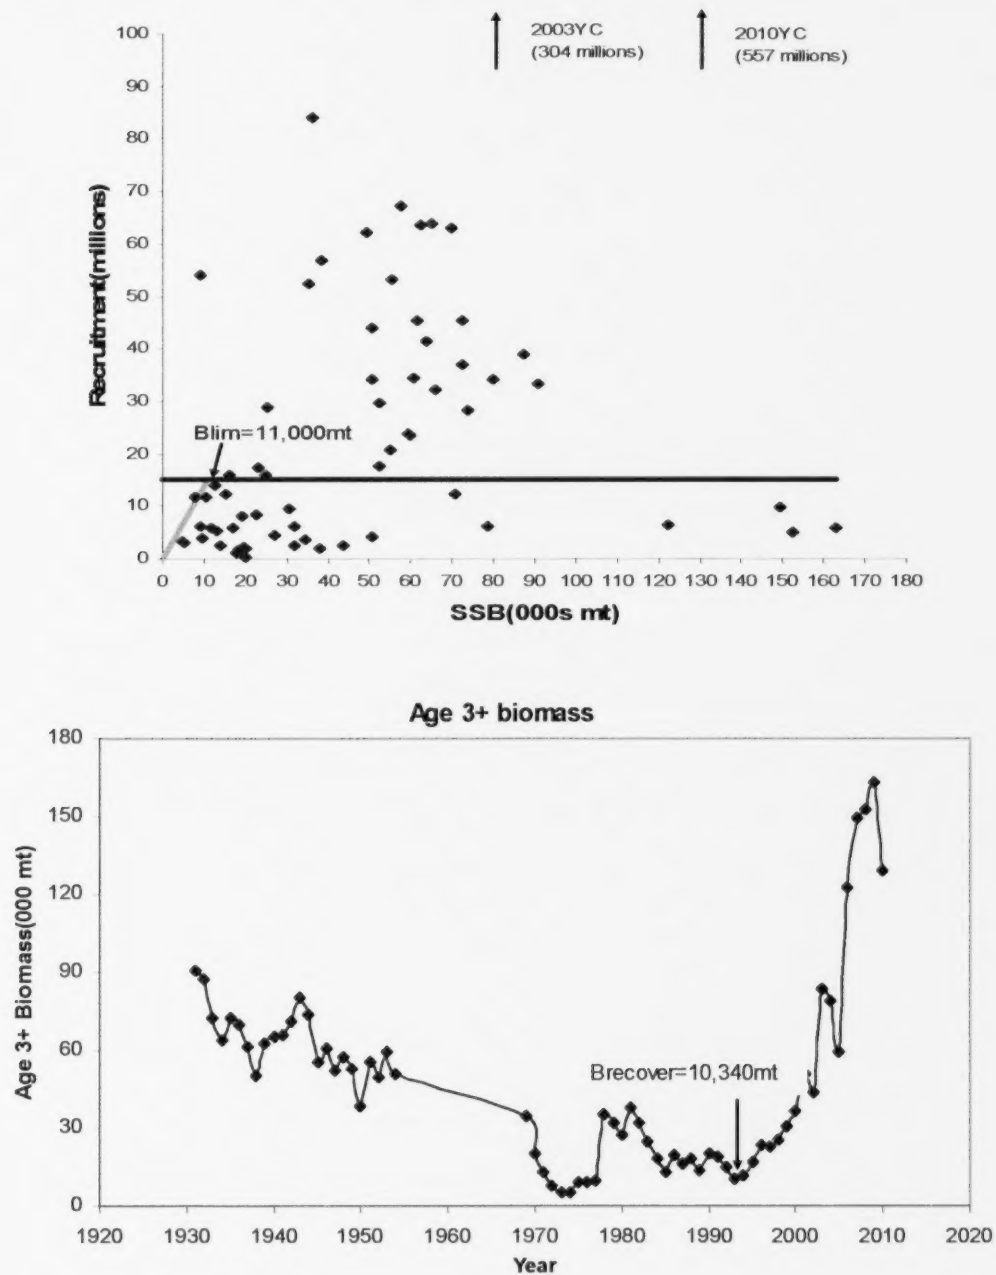 2003YC
(304 millions)
2010YC
(557 millions)
Recruitment(millions)
100
90
80
70
60
50
40
30
20
10
0
Blim=11,000mt
0 10 20 30 40 50 60 70 80 90 100 110 120 130 140 150 160 170 180
SSB(000s mt)
Age 3+ biomass
Age 3+ Biomass(000 mt)
180
150
120
90
60
30
0
Brecover=10,340mt
1920 1930 1940 1950 1960 1970 1980 1990 2000 2010 2020
Year